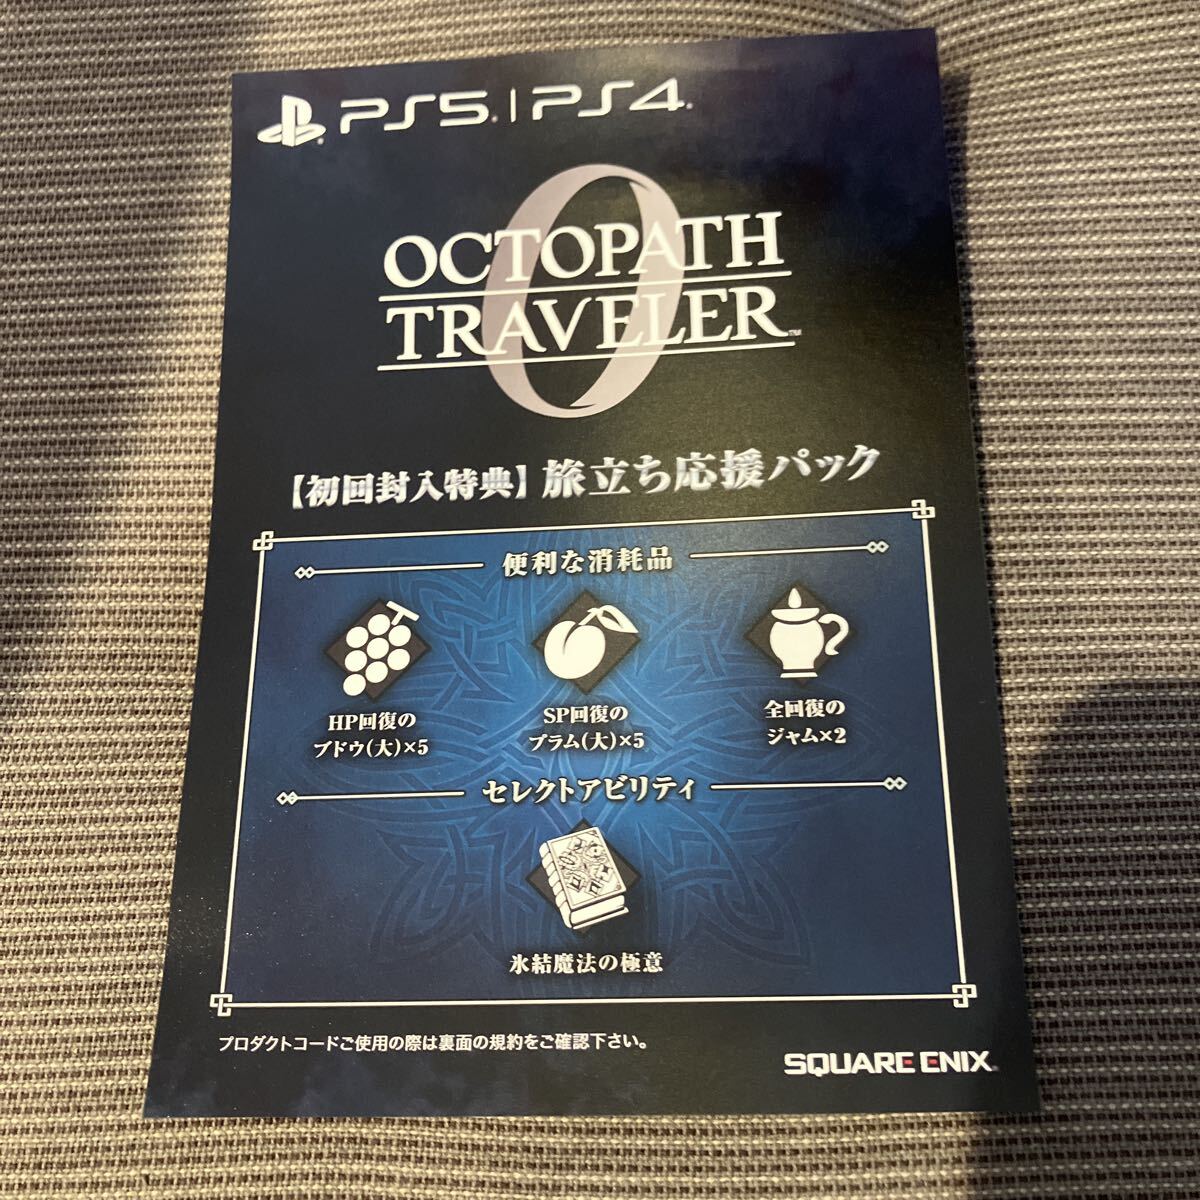 PS5 | PS4
0
OCTOPATH
TRAVELER™
【初回封入特典】旅立ち応援パック
便利な消耗品
HP回復の
ブドウ(大)×5
SP回復の
プラム(大)×5
全回復の
ジャム×2
セレクトアビリティ
氷結魔法の極意
プロダクトコードご使用の際は裏面の規約をご確認下さい。
SQUARE ENIX